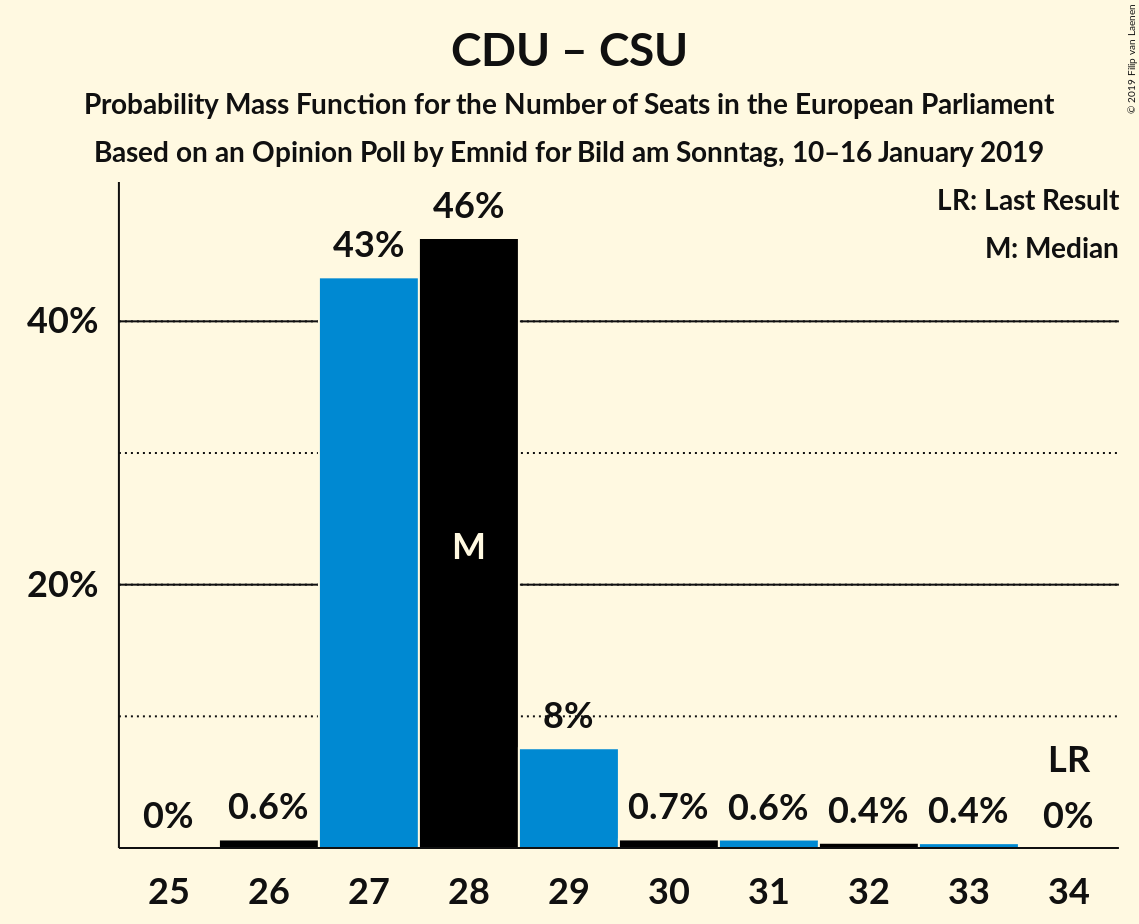 CDU – CSU
Probability Mass Function for the Number of Seats in the European Parliament
Based on an Opinion Poll by Emnid for Bild am Sonntag, 10–16 January 2019
© 2019 Filip van Laenen
LR: Last Result
M: Median
40%
20%
0%
0.6%
43%
46%
M
8%
0.7%
0.6%
0.4%
0.4%
LR
0%
25 26 27 28 29 30 31 32 33 34